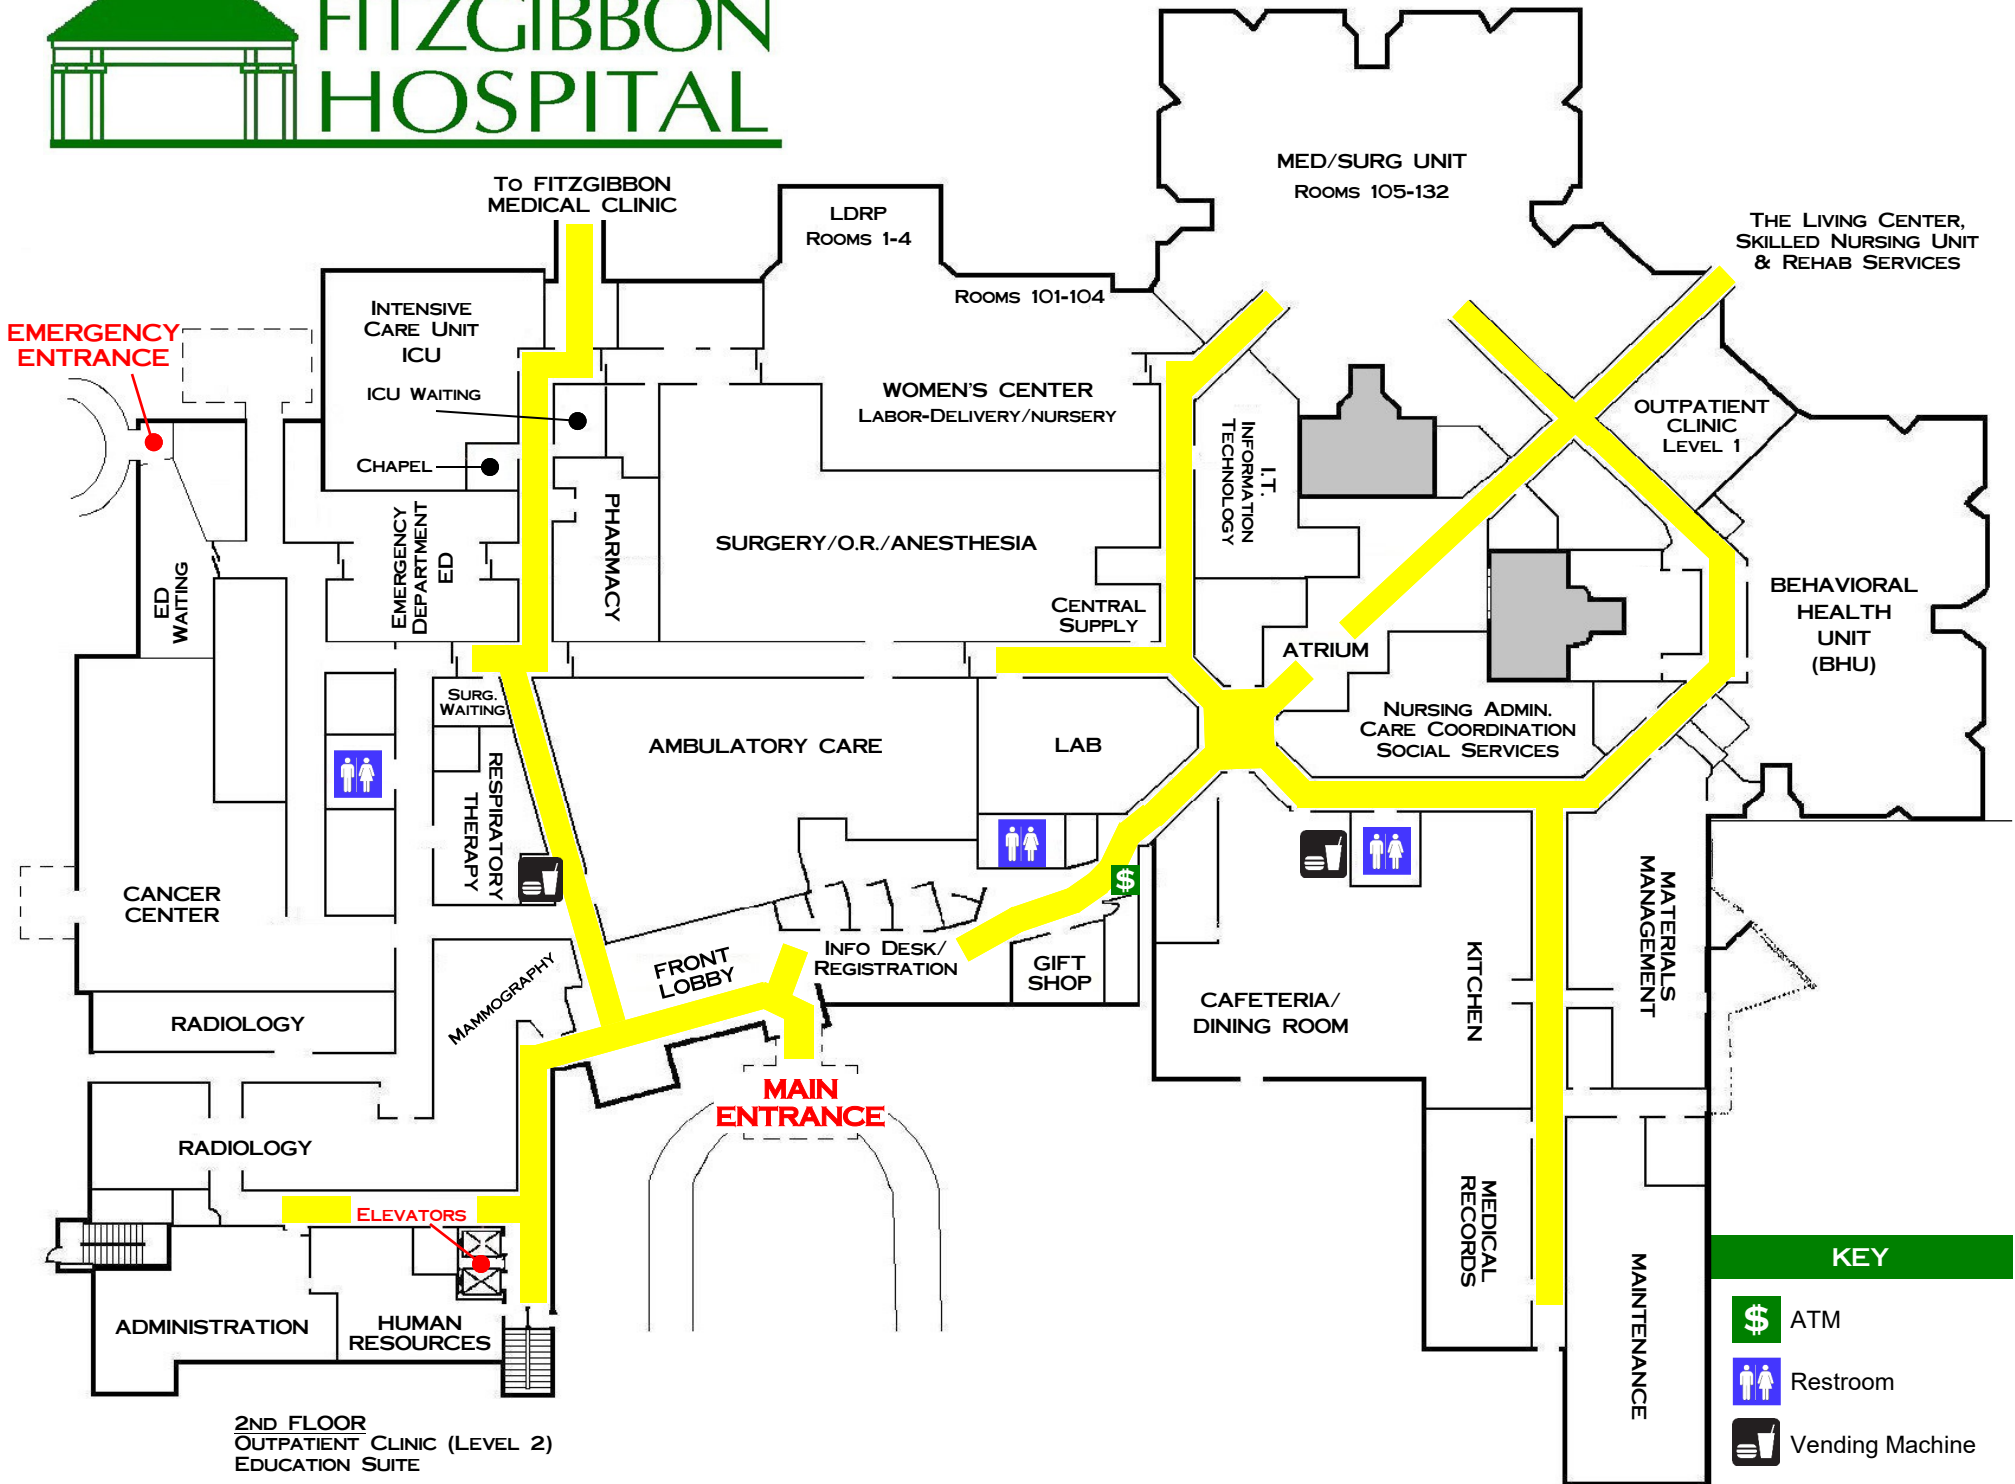 FITZGIBBON
HOSPITAL
To FITZGIBBON
MEDICAL CLINIC
LDRP
ROOMS 1-4
MED/SURG UNIT
ROOMS 105-132
THE LIVING CENTER,
SKILLED NURSING UNIT
& REHAB SERVICES
ROOMS 101-104
INTENSIVE
CARE UNIT
ICU
EMERGENCY
ENTRANCE
ICU WAITING
WOMEN'S CENTER
LABOR-DELIVERY/NURSERY
OUTPATIENT
CLINIC
LEVEL 1
CHAPEL
I.T.
INFORMATION
TECHNOLOGY
EMERGENCY
DEPARTMENT
ED
PHARMACY
SURGERY/O.R./ANESTHESIA
ED
WAITING
CENTRAL
SUPPLY
BEHAVIORAL
HEALTH
UNIT
(BHU)
ATRIUM
SURG.
WAITING
AMBULATORY CARE
LAB
NURSING ADMIN.
CARE COORDINATION
SOCIAL SERVICES
RESPIRATORY
THERAPY
CANCER
CENTER
$
MATERIALS
MANAGEMENT
FRONT
LOBBY
INFO DESK/
REGISTRATION
GIFT
SHOP
KITCHEN
CAFETERIA/
DINING ROOM
MAMMOGRAPHY
RADIOLOGY
MAIN
ENTRANCE
RADIOLOGY
ELEVATORS
MEDICAL
RECORDS
MAINTENANCE
ADMINISTRATION
HUMAN
RESOURCES
2ND FLOOR
OUTPATIENT CLINIC (LEVEL 2)
EDUCATION SUITE
KEY
$ ATM
Restroom
Vending Machine